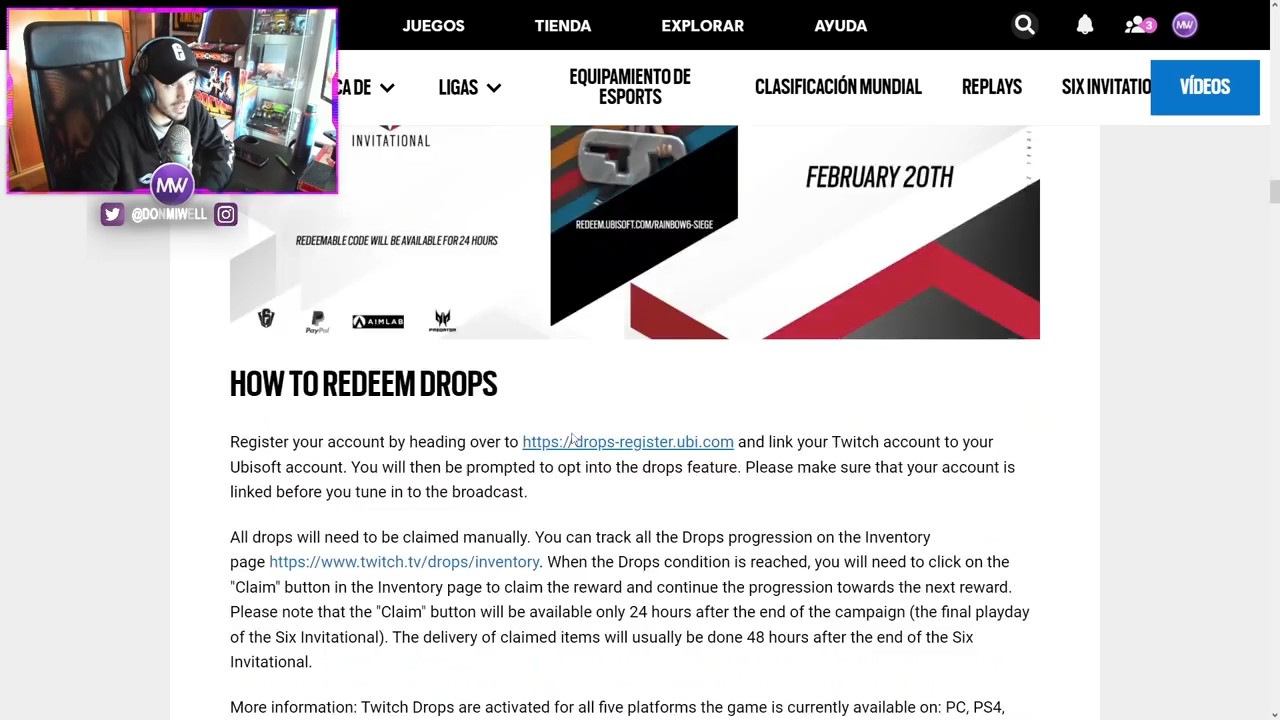 JUEGOS TIENDA EXPLORAR AYUDA 3 MW
CA DE LIGAS EQUIPAMIENTO DE
ESPORTS CLASIFICACIÓN MUNDIAL REPLAYS SIX INVITATIO VÍDEOS
INVITATIONAL
FEBRUARY 20TH
MW
@DONMIWELL
REDEEM.UBISOFT.COM/RAINBOW6-SIEGE
REDEEMABLE CODE WILL BE AVAILABLE FOR 24 HOURS
6 PayPal AIMLAB PREDATOR
HOW TO REDEEM DROPS
Register your account by heading over to https://drops-register.ubi.com and link your Twitch account to your
Ubisoft account. You will then be prompted to opt into the drops feature. Please make sure that your account is
linked before you tune in to the broadcast.
All drops will need to be claimed manually. You can track all the Drops progression on the Inventory
page https://www.twitch.tv/drops/inventory. When the Drops condition is reached, you will need to click on the
"Claim" button in the Inventory page to claim the reward and continue the progression towards the next reward.
Please note that the "Claim" button will be available only 24 hours after the end of the campaign (the final playday
of the Six Invitational). The delivery of claimed items will usually be done 48 hours after the end of the Six
Invitational.
More information: Twitch Drops are activated for all five platforms the game is currently available on: PC, PS4,